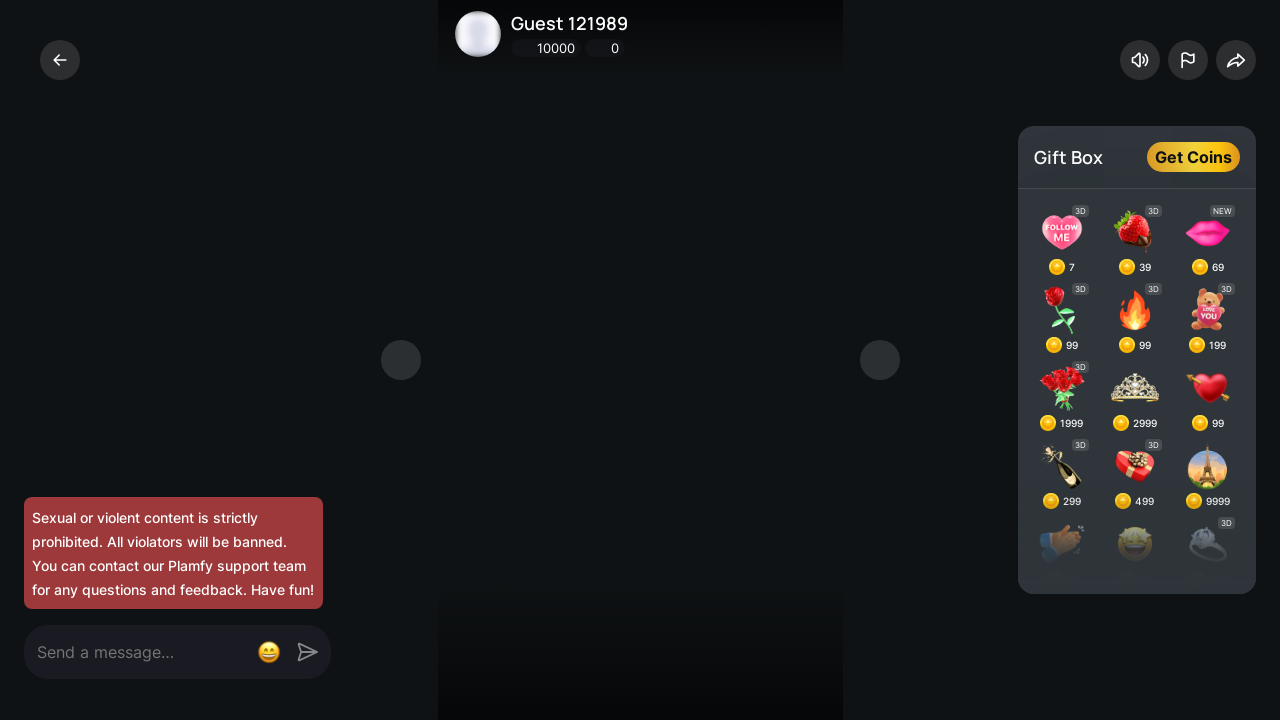 Guest 121989
10000
0
Gift Box
Get Coins
3D
3D
NEW
FOLLOW
ME
7
39
69
3D
3D
3D
LOVE
YOU
99
99
199
3D
1999
2999
99
3D
3D
299
499
9999
3D
Sexual or violent content is strictly
prohibited. All violators will be banned.
You can contact our Plamfy support team
for any questions and feedback. Have fun!
Send a message...